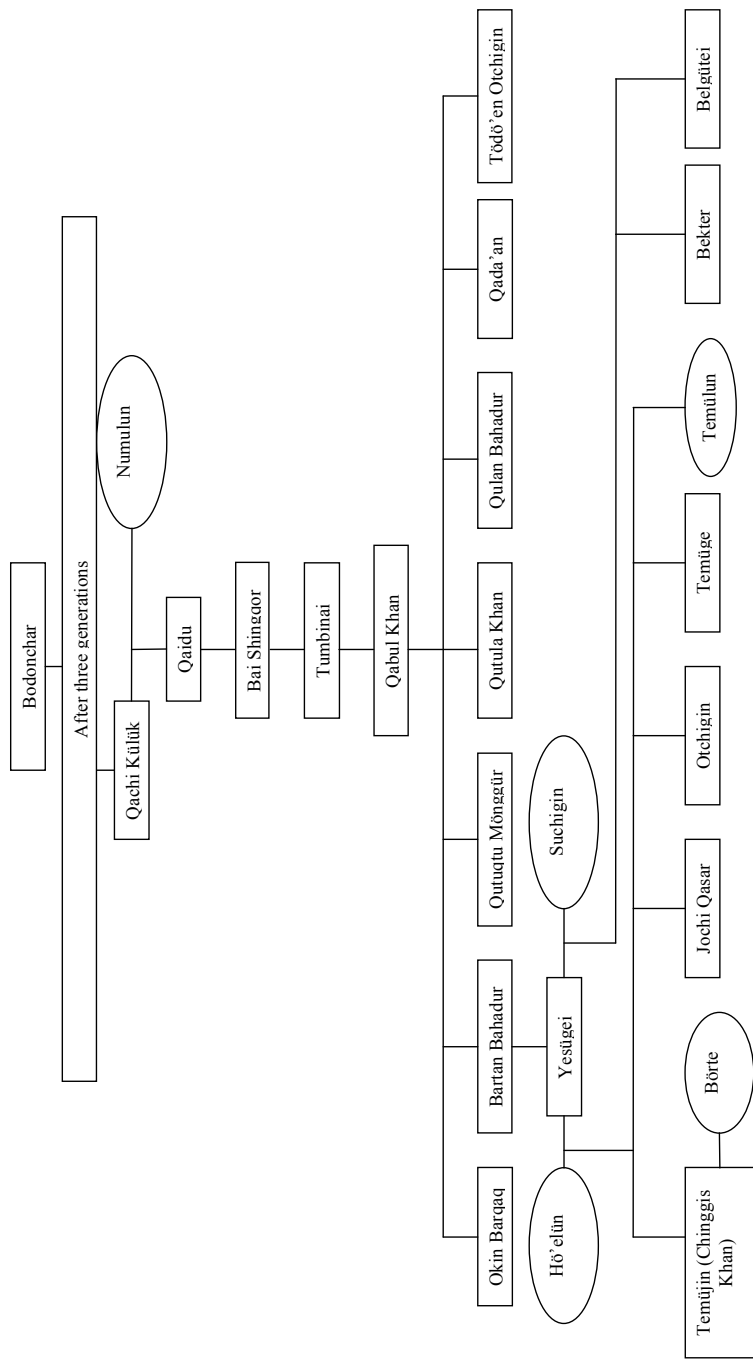 Bodonchar
After three generations
Qachi Külük
Numulun
Qaidu
Bai Shingqor
Tumbinai
Qabul Khan
Okin Barqaq
Bartan Bahadur
Qutuqtu Mönggür
Qutula Khan
Qulan Bahadur
Qada’an
Tödö’en Otchigin
Hö’elün
Yesügei
Suchigin
Temüjin (Chinggis
Khan)
Börte
Jochi Qasar
Otchigin
Temüge
Temülun
Bekter
Belgütei